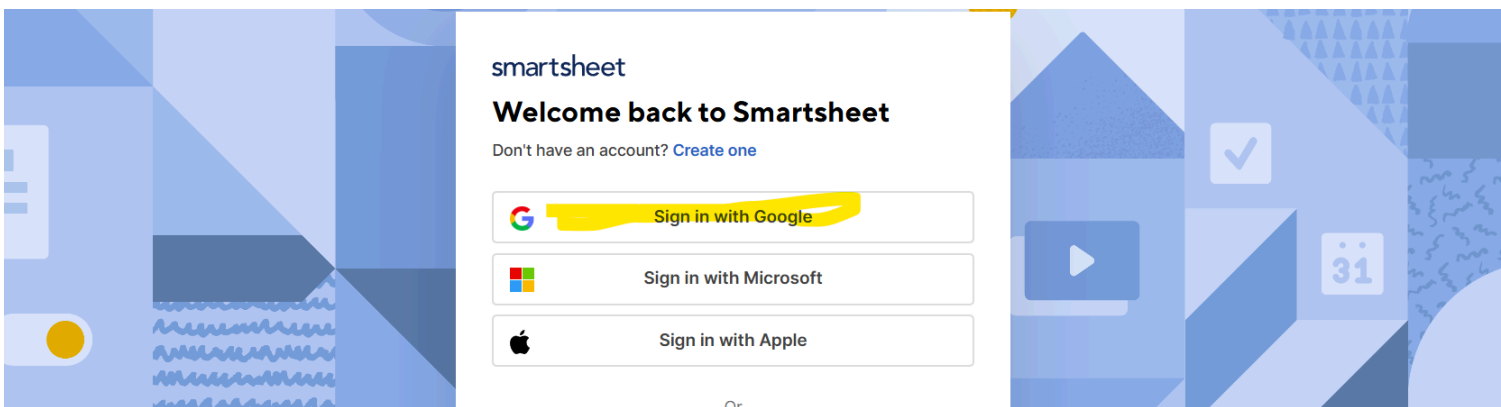 smartsheet
Welcome back to Smartsheet
Don't have an account? Create one
Sign in with Google
Sign in with Microsoft
31
Sign in with Apple
Or